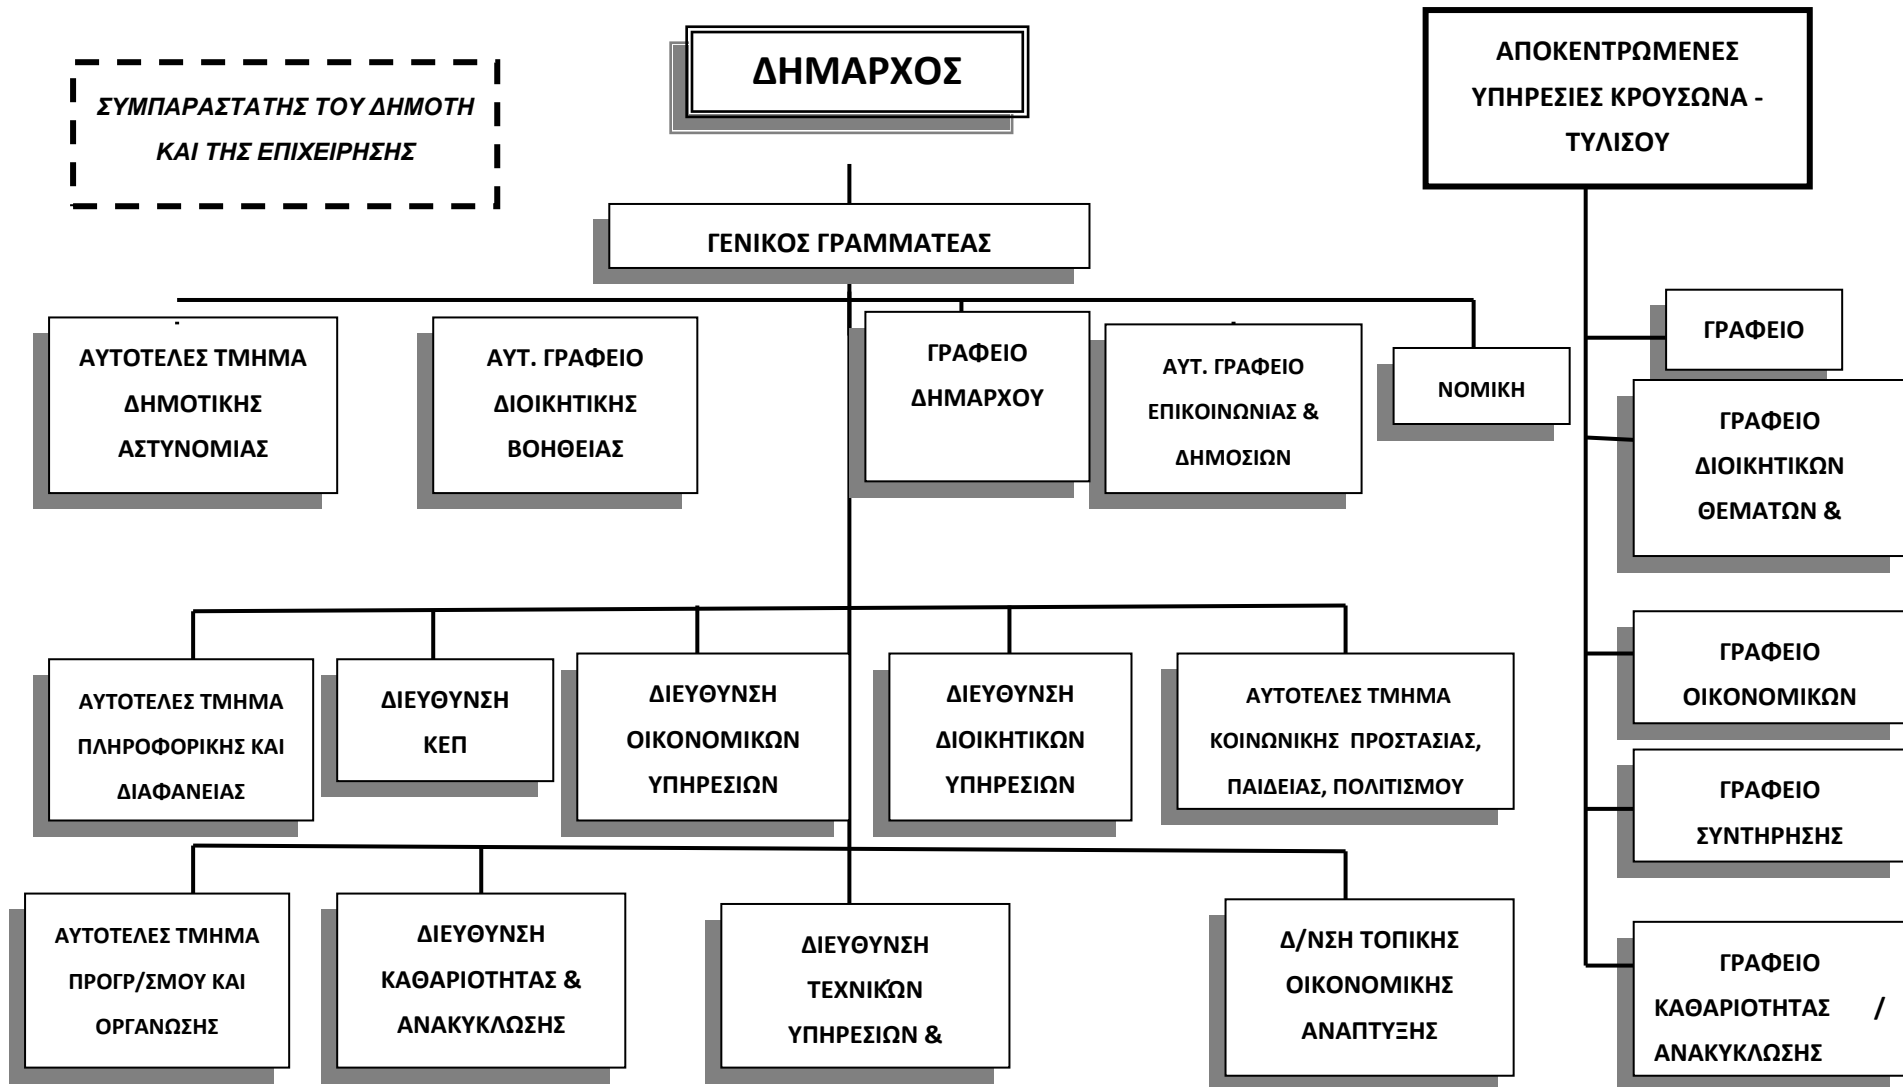 ΣΥΜΠΑΡΑΣΤΑΤΗΣ ΤΟΥ ΔΗΜΟΤΗ
ΚΑΙ ΤΗΣ ΕΠΙΧΕΙΡΗΣΗΣ
ΔΗΜΑΡΧΟΣ
ΑΠΟΚΕΝΤΡΩΜΕΝΕΣ
ΥΠΗΡΕΣΙΕΣ ΚΡΟΥΣΩΝΑ -
ΤΥΛΙΣΟΥ
ΓΕΝΙΚΟΣ ΓΡΑΜΜΑΤΕΑΣ
ΑΥΤΟΤΕΛΕΣ ΤΜΗΜΑ
ΔΗΜΟΤΙΚΗΣ
ΑΣΤΥΝΟΜΙΑΣ
ΑΥΤ. ΓΡΑΦΕΙΟ
ΔΙΟΙΚΗΤΙΚΗΣ
ΒΟΗΘΕΙΑΣ
ΓΡΑΦΕΙΟ
ΔΗΜΑΡΧΟΥ
ΑΥΤ. ΓΡΑΦΕΙΟ
ΕΠΙΚΟΙΝΩΝΙΑΣ &
ΔΗΜΟΣΙΩΝ
ΝΟΜΙΚΗ
ΓΡΑΦΕΙΟ
ΓΡΑΦΕΙΟ
ΔΙΟΙΚΗΤΙΚΩΝ
ΘΕΜΑΤΩΝ &
ΑΥΤΟΤΕΛΕΣ ΤΜΗΜΑ
ΠΛΗΡΟΦΟΡΙΚΗΣ ΚΑΙ
ΔΙΑΦΑΝΕΙΑΣ
ΔΙΕΥΘΥΝΣΗ
ΚΕΠ
ΔΙΕΥΘΥΝΣΗ
ΟΙΚΟΝΟΜΙΚΩΝ
ΥΠΗΡΕΣΙΩΝ
ΔΙΕΥΘΥΝΣΗ
ΔΙΟΙΚΗΤΙΚΩΝ
ΥΠΗΡΕΣΙΩΝ
ΑΥΤΟΤΕΛΕΣ ΤΜΗΜΑ
ΚΟΙΝΩΝΙΚΗΣ ΠΡΟΣΤΑΣΙΑΣ,
ΠΑΙΔΕΙΑΣ, ΠΟΛΙΤΙΣΜΟΥ
ΓΡΑΦΕΙΟ
ΟΙΚΟΝΟΜΙΚΩΝ
ΓΡΑΦΕΙΟ
ΣΥΝΤΗΡΗΣΗΣ
ΑΥΤΟΤΕΛΕΣ ΤΜΗΜΑ
ΠΡΟΓΡ/ΣΜΟΥ ΚΑΙ
ΟΡΓΑΝΩΣΗΣ
ΔΙΕΥΘΥΝΣΗ
ΚΑΘΑΡΙΟΤΗΤΑΣ &
ΑΝΑΚΥΚΛΩΣΗΣ
ΔΙΕΥΘΥΝΣΗ
ΤΕΧΝΙΚΏΝ
ΥΠΗΡΕΣΙΩΝ &
Δ/ΝΣΗ ΤΟΠΙΚΗΣ
ΟΙΚΟΝΟΜΙΚΗΣ
ΑΝΑΠΤΥΞΗΣ
ΓΡΑΦΕΙΟ
ΚΑΘΑΡΙΟΤΗΤΑΣ /
ΑΝΑΚΥΚΛΩΣΗΣ